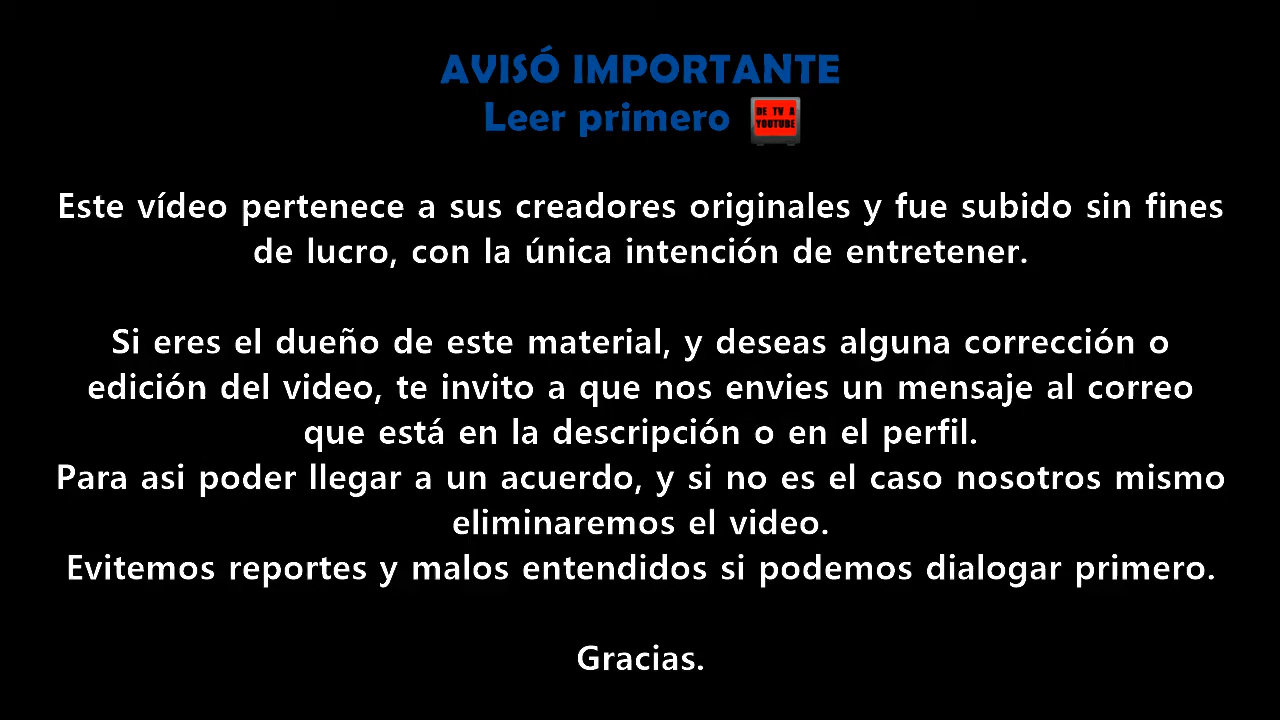 AVISÓ IMPORTANTE
Leer primero
DE TV A
YOUTUBE
Este vídeo pertenece a sus creadores originales y fue subido sin fines
de lucro, con la única intención de entretener.
Si eres el dueño de este material, y deseas alguna corrección o
edición del video, te invito a que nos envies un mensaje al correo
que está en la descripción o en el perfil.
Para asi poder llegar a un acuerdo, y si no es el caso nosotros mismo
eliminaremos el video.
Evitemos reportes y malos entendidos si podemos dialogar primero.
Gracias.